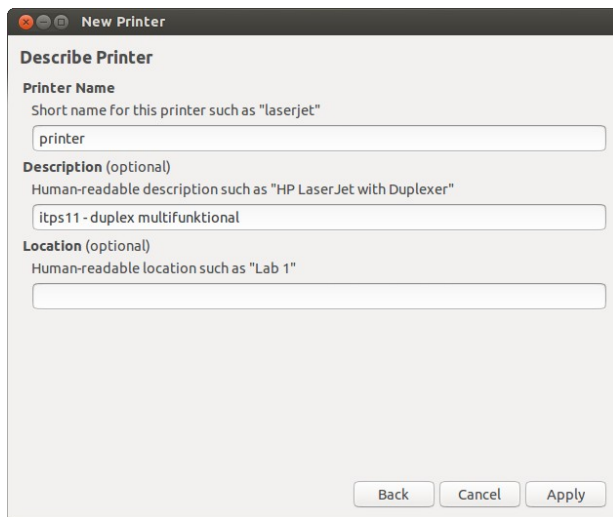 New Printer
Describe Printer
Printer Name
Short name for this printer such as "laserjet"
printer
Description (optional)
Human-readable description such as "HP LaserJet with Duplexer"
itps11 - duplex multifunktional
Location (optional)
Human-readable location such as "Lab 1"
Back Cancel Apply